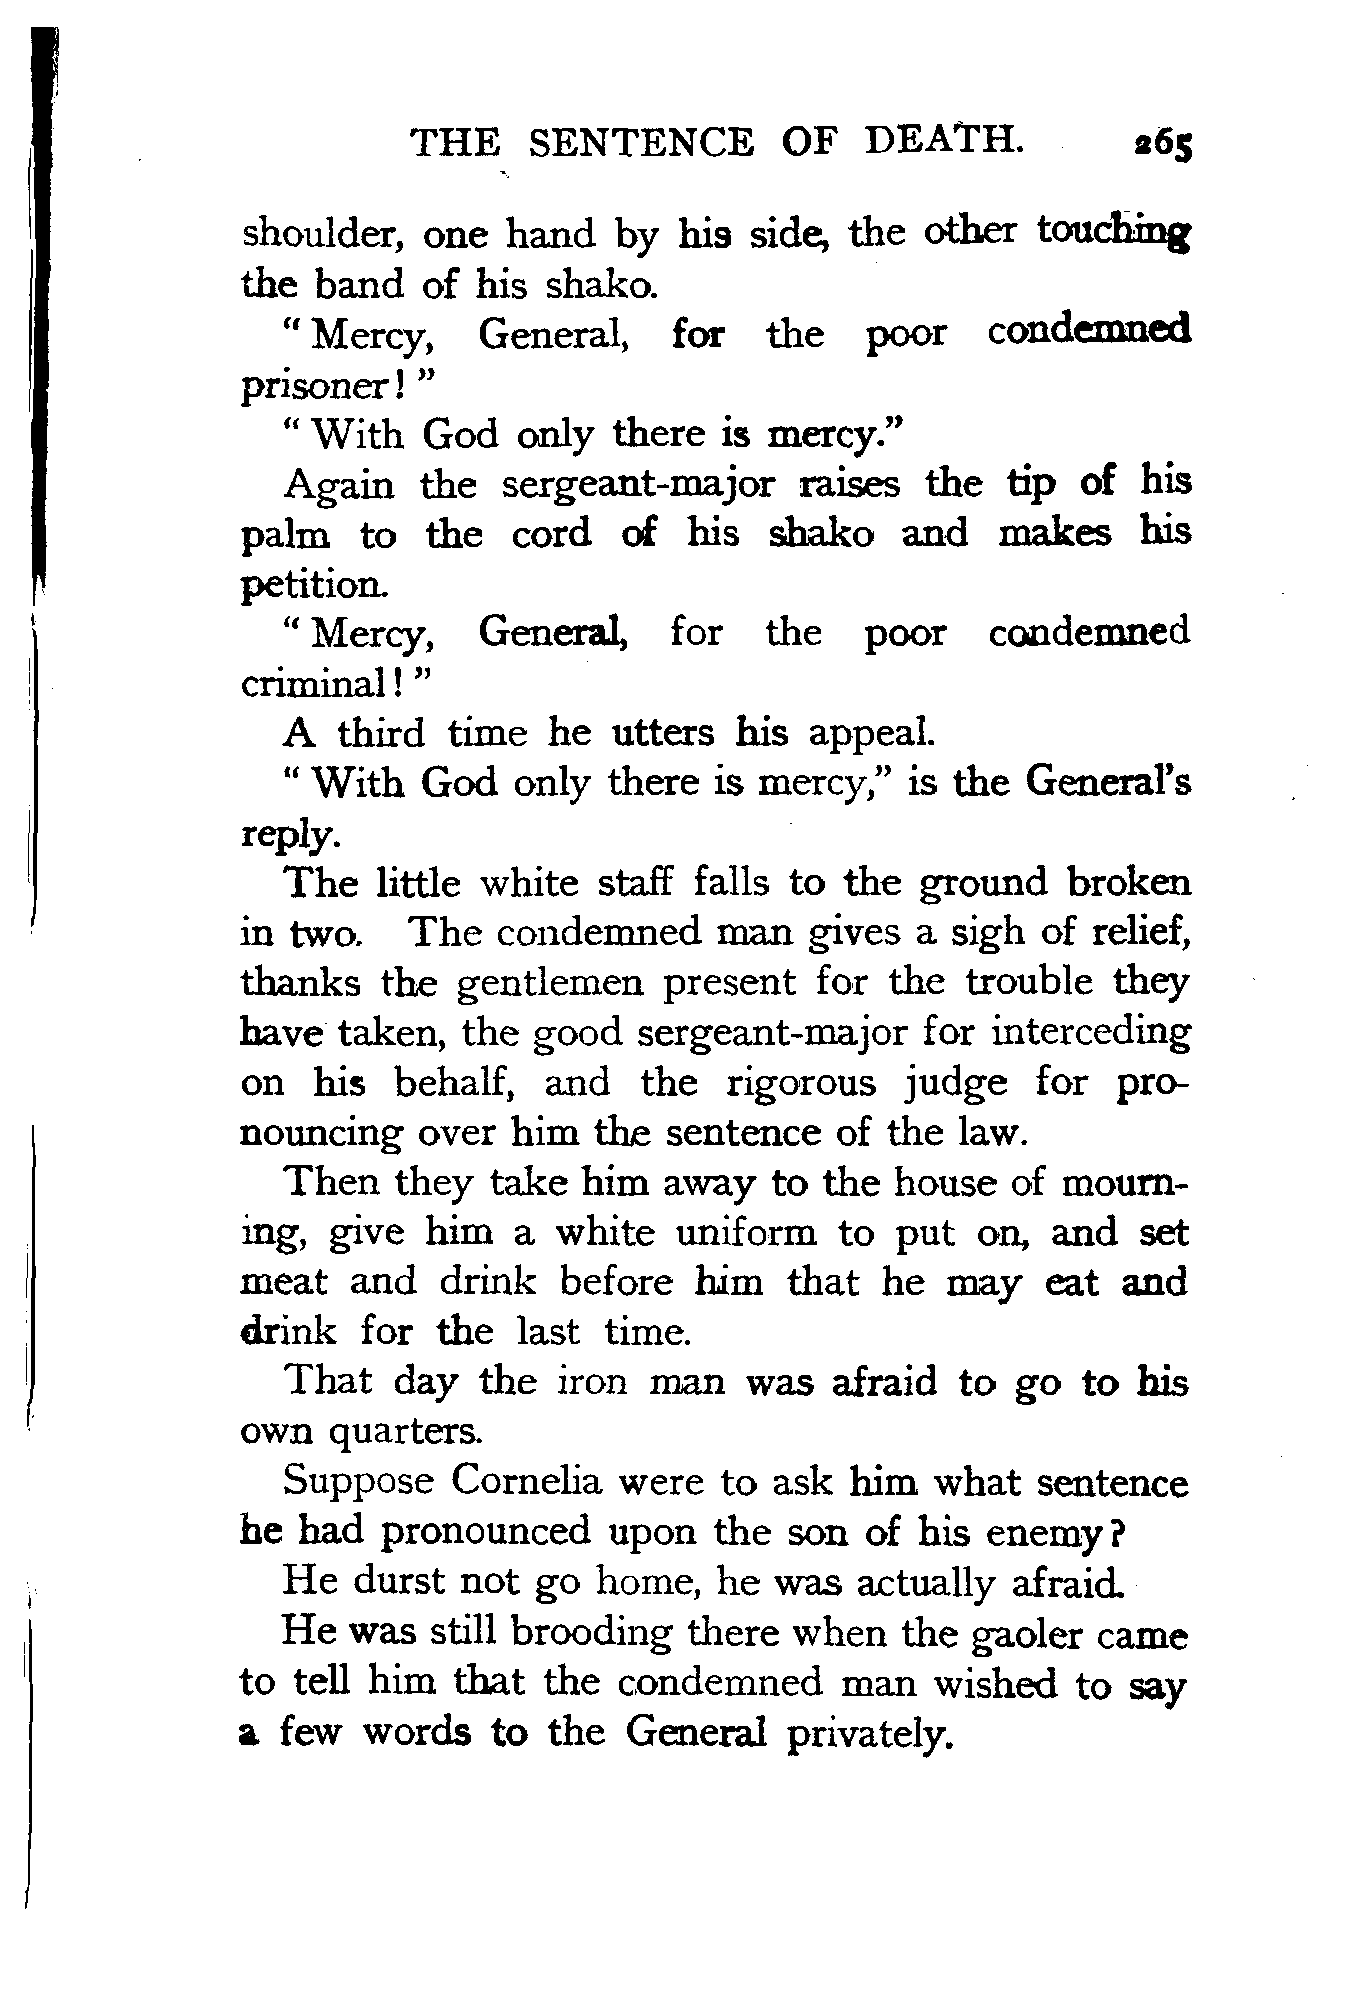 THE SENTENCE OF DEATH. 265
shoulder, one hand by his side, the other touching
the band of his shako.
“ Mercy, General, for the poor condemned
prisoner! ”
“ With God only there is mercy.”
Again the sergeant-major raises the tip of his
palm to the cord of his shako and makes his
petition.
“ Mercy, General, for the poor condemned
criminal! ”
A third time he utters his appeal.
“ With God only there is mercy,” is the General’s
reply.
The little white staff falls to the ground broken
in two. The condemned man gives a sigh of relief,
thanks the gentlemen present for the trouble they
have taken, the good sergeant-major for interceding
on his behalf, and the rigorous judge for pro-
nouncing over him the sentence of the law.
Then they take him away to the house of mourn-
ing, give him a white uniform to put on, and set
meat and drink before him that he may eat and
drink for the last time.
That day the iron man was afraid to go to his
own quarters.
Suppose Cornelia were to ask him what sentence
he had pronounced upon the son of his enemy?
He durst not go home, he was actually afraid.
He was still brooding there when the gaoler came
to tell him that the condemned man wished to say
a few words to the General privately.